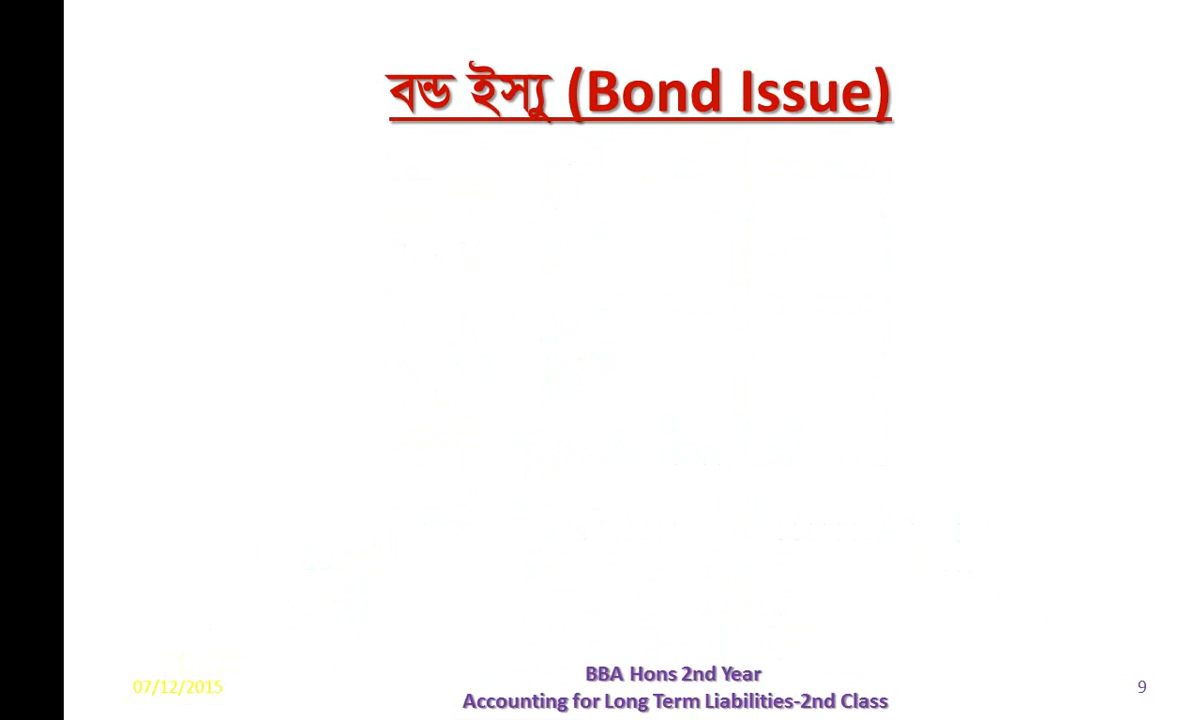 বন্ড ইস্যু (Bond Issue)
07/12/2015
BBA Hons 2nd Year
Accounting for Long Term Liabilities-2nd Class
9